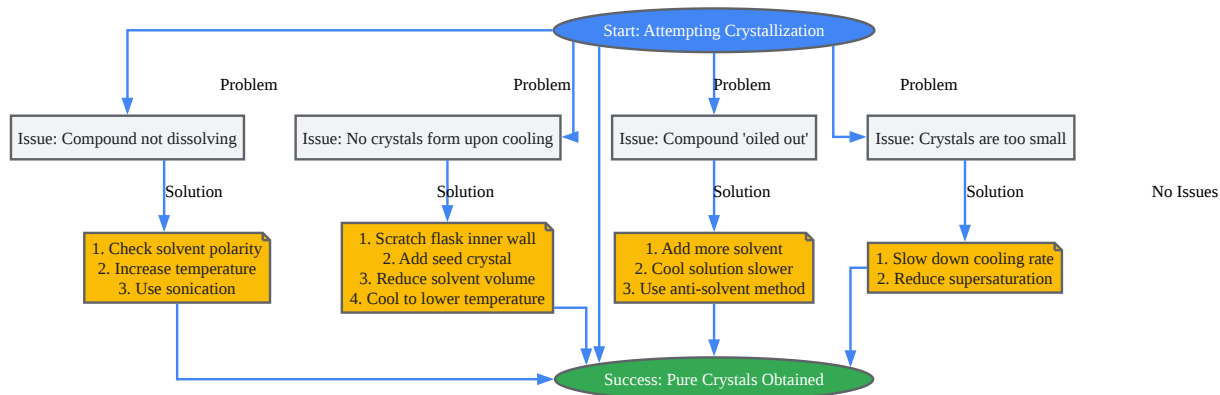 Start: Attempting Crystallization
Problem
Problem
Problem
Problem
Issue: Compound not dissolving
Issue: No crystals form upon cooling
Issue: Compound 'oiled out'
Issue: Crystals are too small
Solution
Solution
Solution
Solution
No Issues
1. Check solvent polarity
2. Increase temperature
3. Use sonication
1. Scratch flask inner wall
2. Add seed crystal
3. Reduce solvent volume
4. Cool to lower temperature
1. Add more solvent
2. Cool solution slower
3. Use anti-solvent method
1. Slow down cooling rate
2. Reduce supersaturation
Success: Pure Crystals Obtained